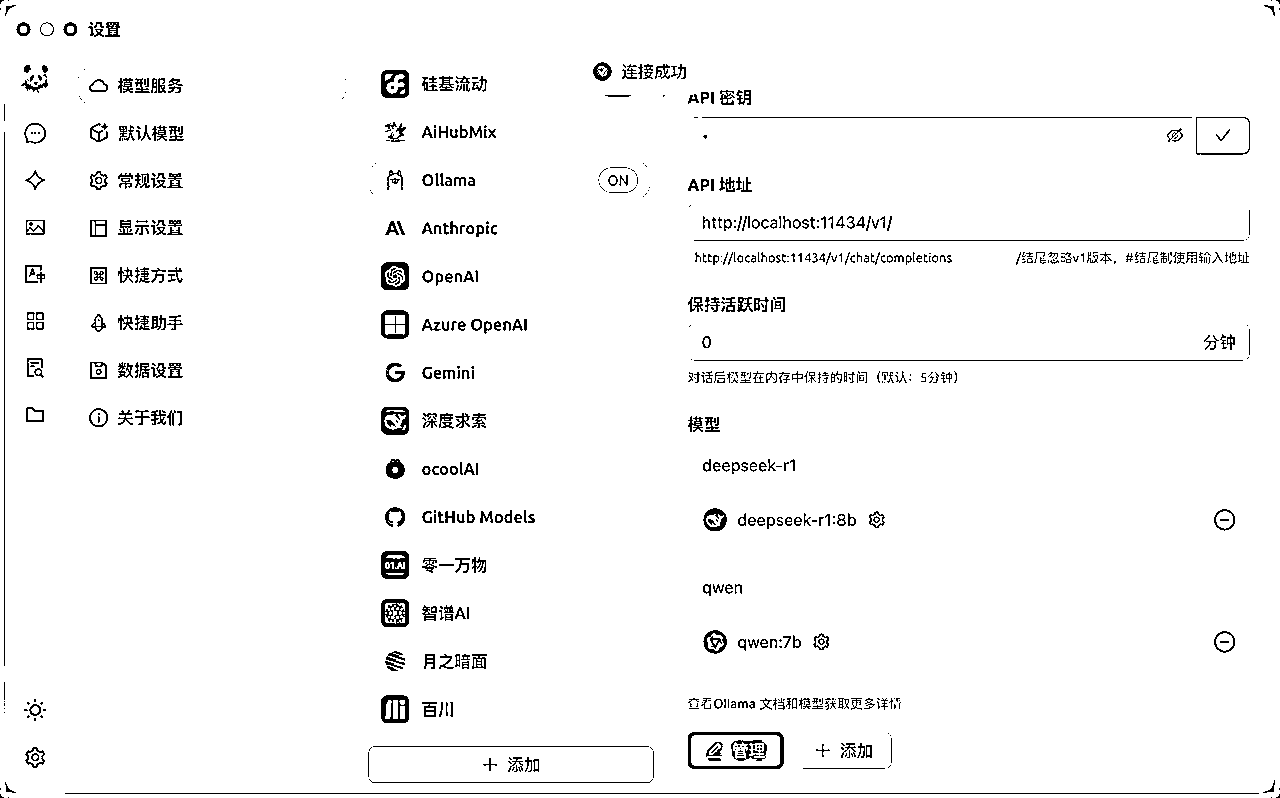 设置
模型服务
默认模型
常规设置
显示设置
快捷方式
快捷助手
数据设置
关于我们
硅基流动
AiHubMix
Ollama
ON
Anthropic
OpenAI
Azure OpenAI
Gemini
深度求索
ocoolAI
GitHub Models
零一万物
01.AI
智谱AI
月之暗面
百川
+ 添加
连接成功
API 密钥
API 地址
http://localhost:11434/v1/
http://localhost:11434/v1/chat/completions
/结尾忽略v1版本，#结尾制使用输入地址
保持活跃时间
0 分钟
对话后模型在内存中保持的时间（默认：5分钟）
模型
deepseek-r1
deepseek-r1:8b
qwen
qwen:7b
查看Ollama 文档和模型获取更多详情
管理
+ 添加